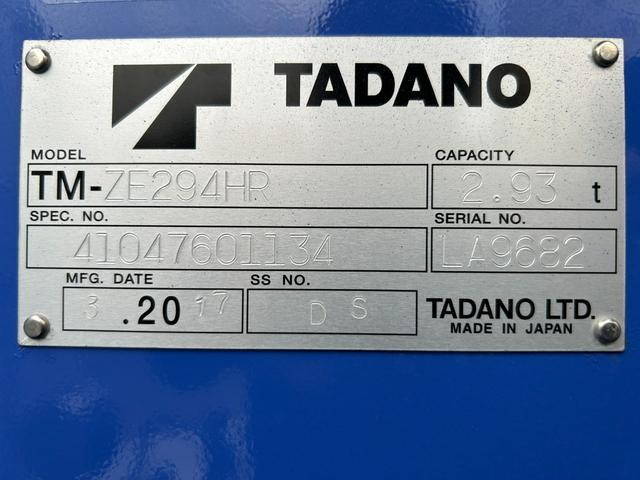 TADANO
MODEL CAPACITY
TM-ZE294HR 2.93 t
SPEC. NO. SERIAL NO.
41047601134 LA9682
MFG. DATE SS NO.
3 .2017 DS TADANO LTD.
MADE IN JAPAN